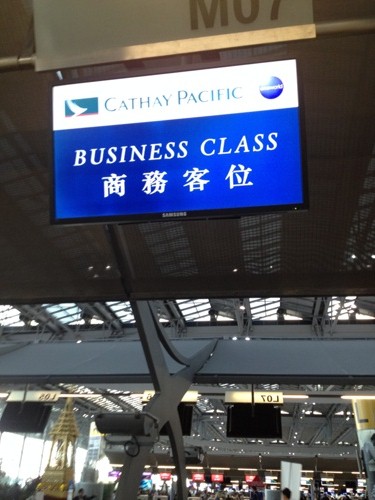 M07
CATHAY PACIFIC
BUSINESS CLASS
商務客位
SAMSUNG
L07